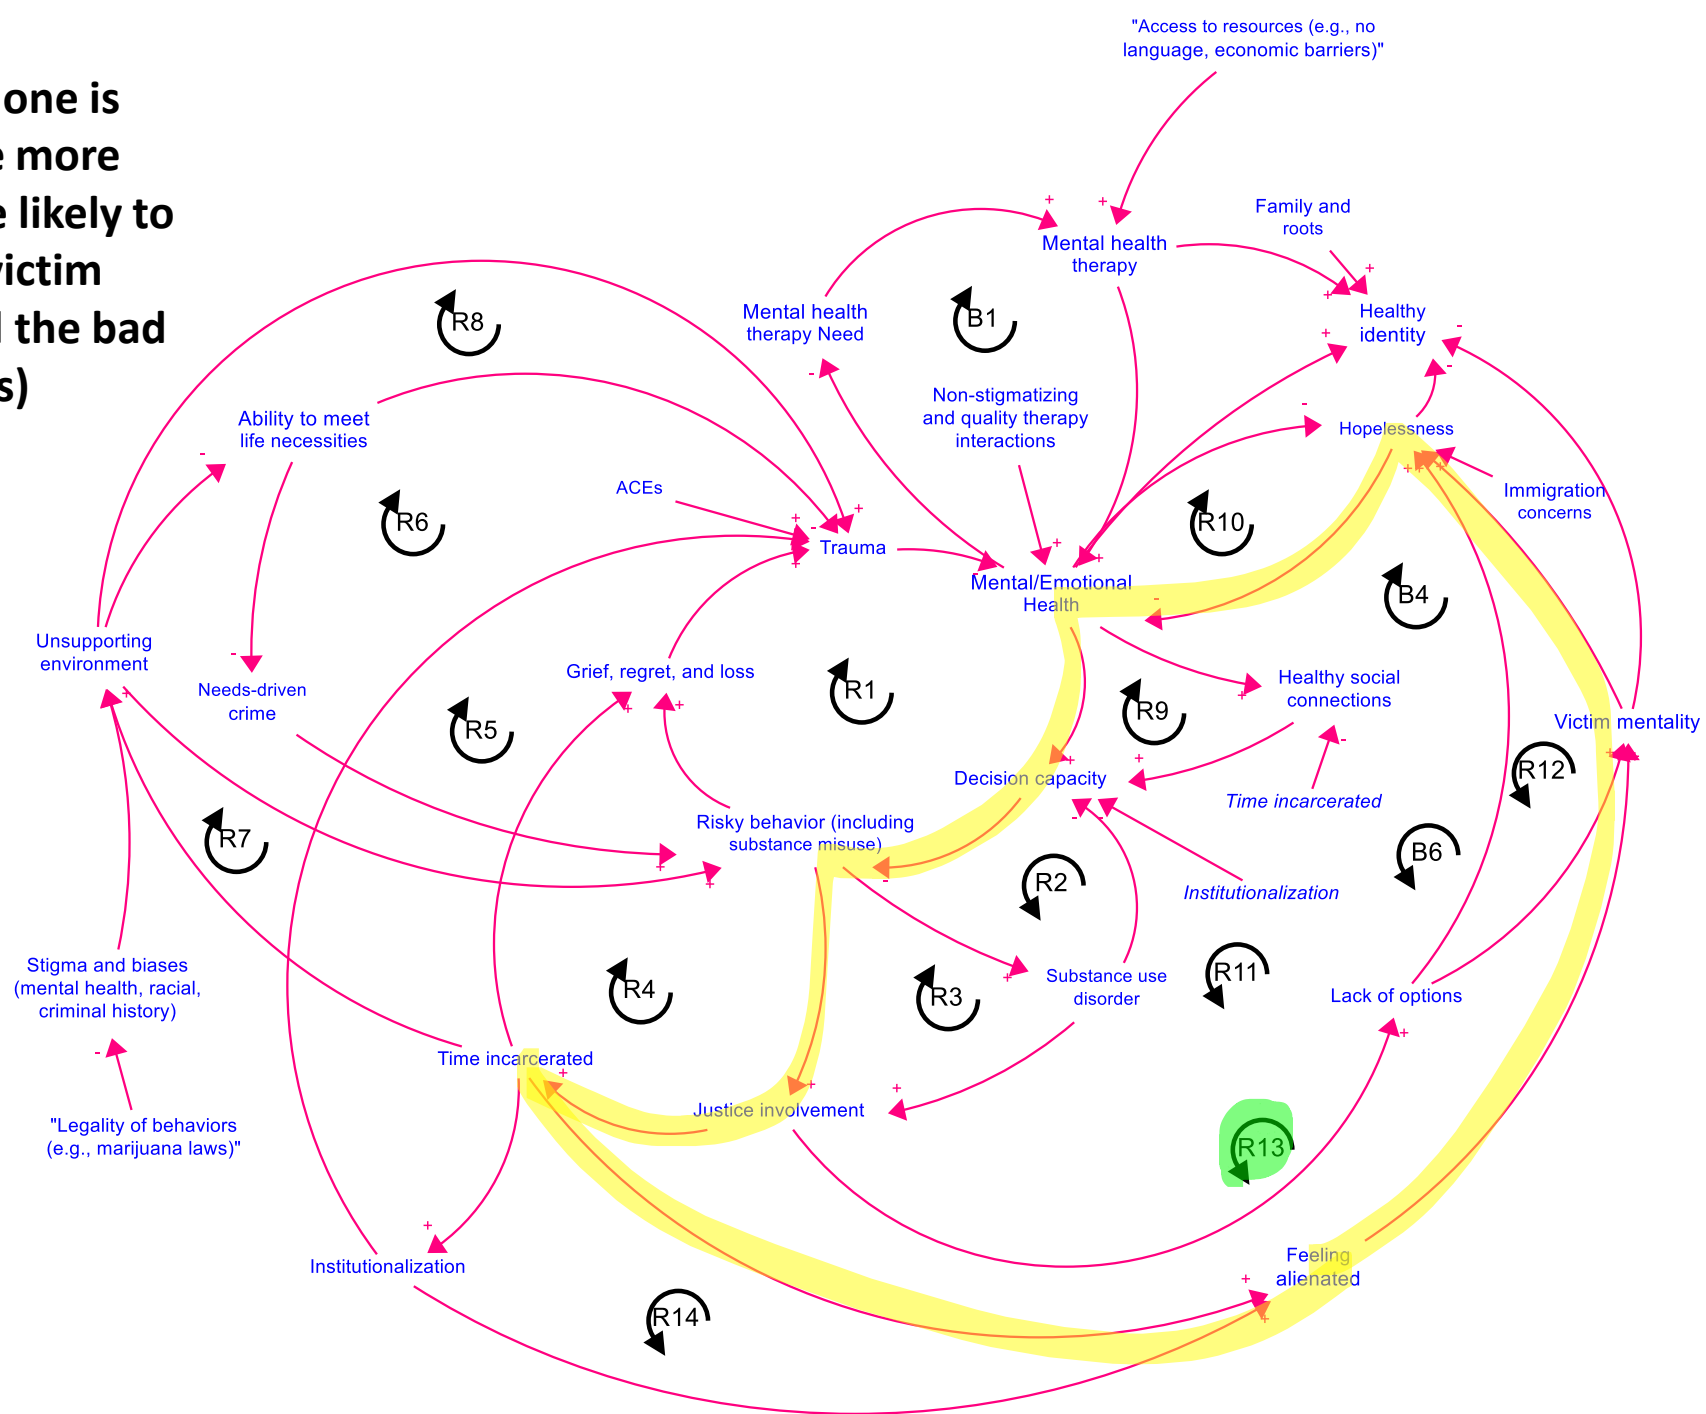 one is
e more
e likely to
victim
d the bad
s)
"Access to resources (e.g., no
language, economic barriers)"
Family and
roots
Mental health
therapy
Healthy
identity
Mental health
therapy Need
R8
B1
Non-stigmatizing
and quality therapy
interactions
Ability to meet
life necessities
Hopelessness
ACEs
Immigration
concerns
R6
R10
Trauma
Mental/Emotional
Health
B4
Unsupporting
environment
Grief, regret, and loss
R1
Healthy social
connections
Needs-driven
crime
R9
R5
Victim mentality
Decision capacity
R12
Time incarcerated
Risky behavior (including
substance misuse)
R7
B6
R2
Institutionalization
Stigma and biases
(mental health, racial,
criminal history)
R4
R3
Substance use
disorder
R11
Lack of options
Time incarcerated
Justice involvement
"Legality of behaviors
(e.g., marijuana laws)"
R13
Institutionalization
Feeling
alienated
R14